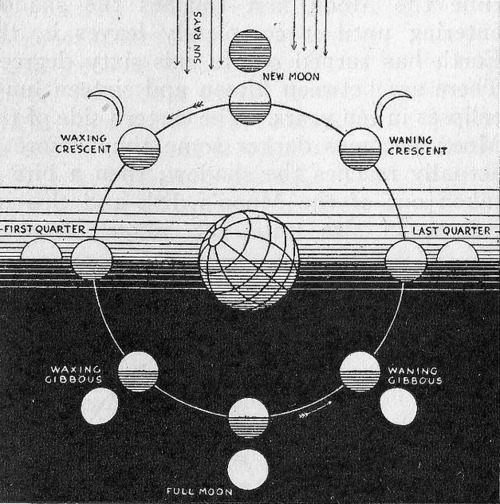 SUN RAYS
NEW MOON
WAXING
CRESCENT
WANING
CRESCENT
FIRST QUARTER
LAST QUARTER
WAXING
GIBBOUS
WANING
GIBBOUS
FULL MOON